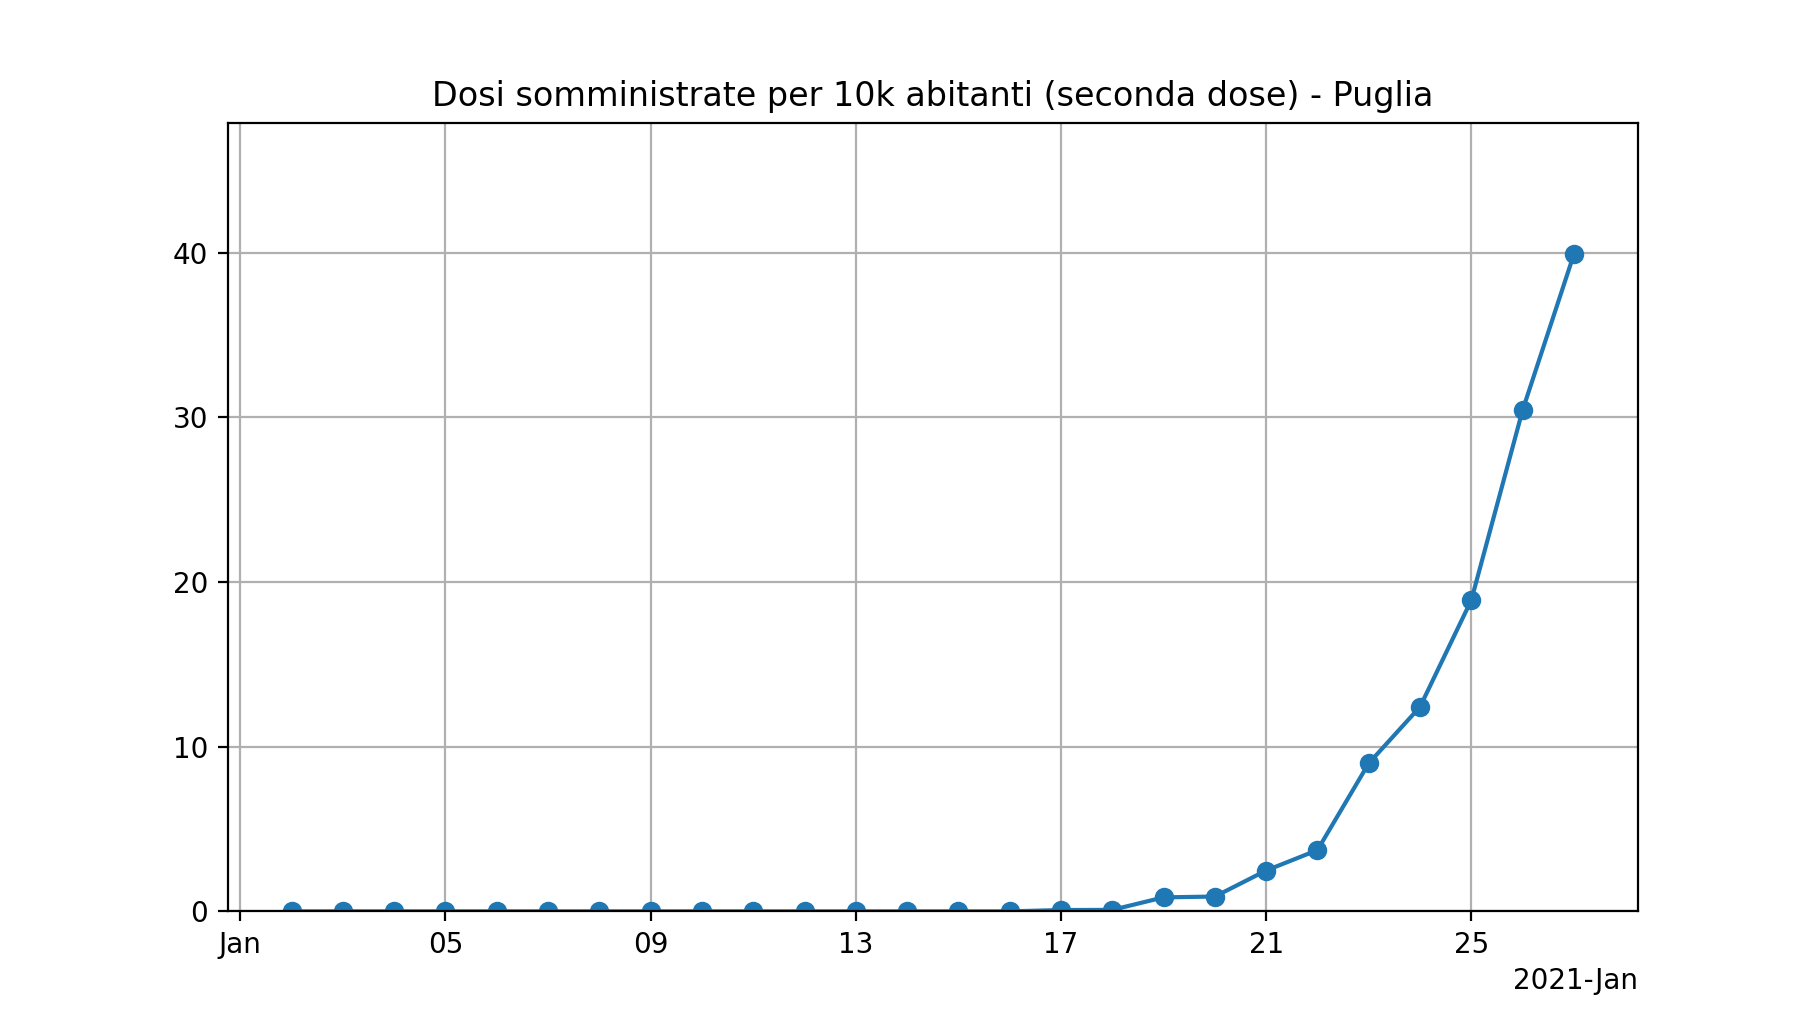 Dosi somministrate per 10k abitanti (seconda dose) - Puglia
40
30
20
10
0
Jan 05 09 13 17 21 25
2021-Jan